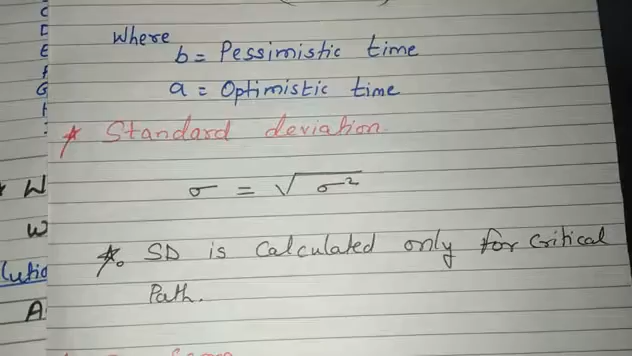 Where
b = Pessimistic time
a = Optimistic time
* Standard deviation
σ = √σ²
*. SD is calculated only for critical
Path.